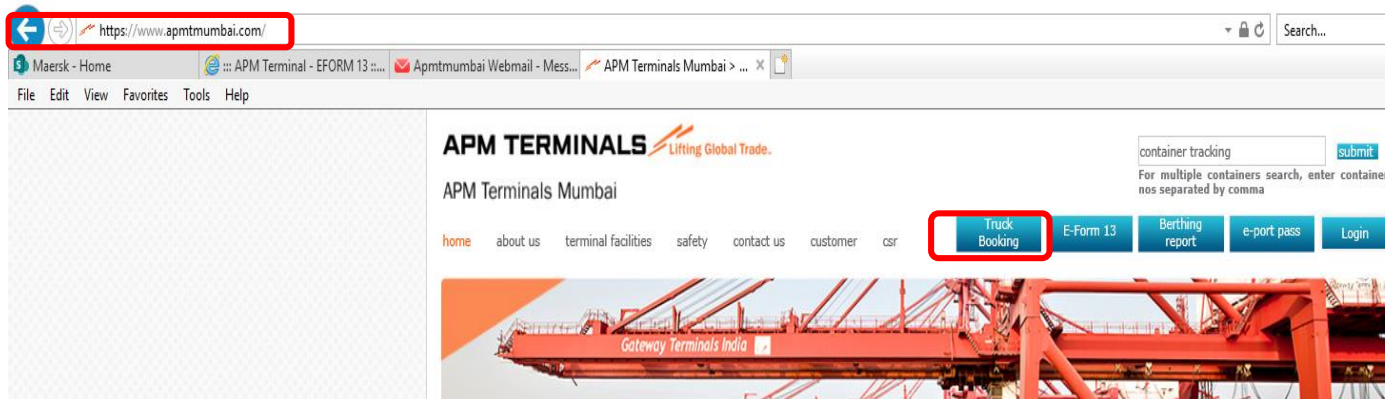 https://www.apmtmumbai.com/
Search...
Maersk - Home
::: APM Terminal - EFORM 13 ::...
Apmtmumbai Webmail - Mess...
APM Terminals Mumbai > ...
File Edit View Favorites Tools Help
APM TERMINALS
Lifting Global Trade.
container tracking
submit
For multiple containers search, enter container
nos separated by comma
APM Terminals Mumbai
home about us terminal facilities safety contact us customer csr
Truck
Booking
E-Form 13
Berthing
report
e-port pass
Login
Gateway Terminals India